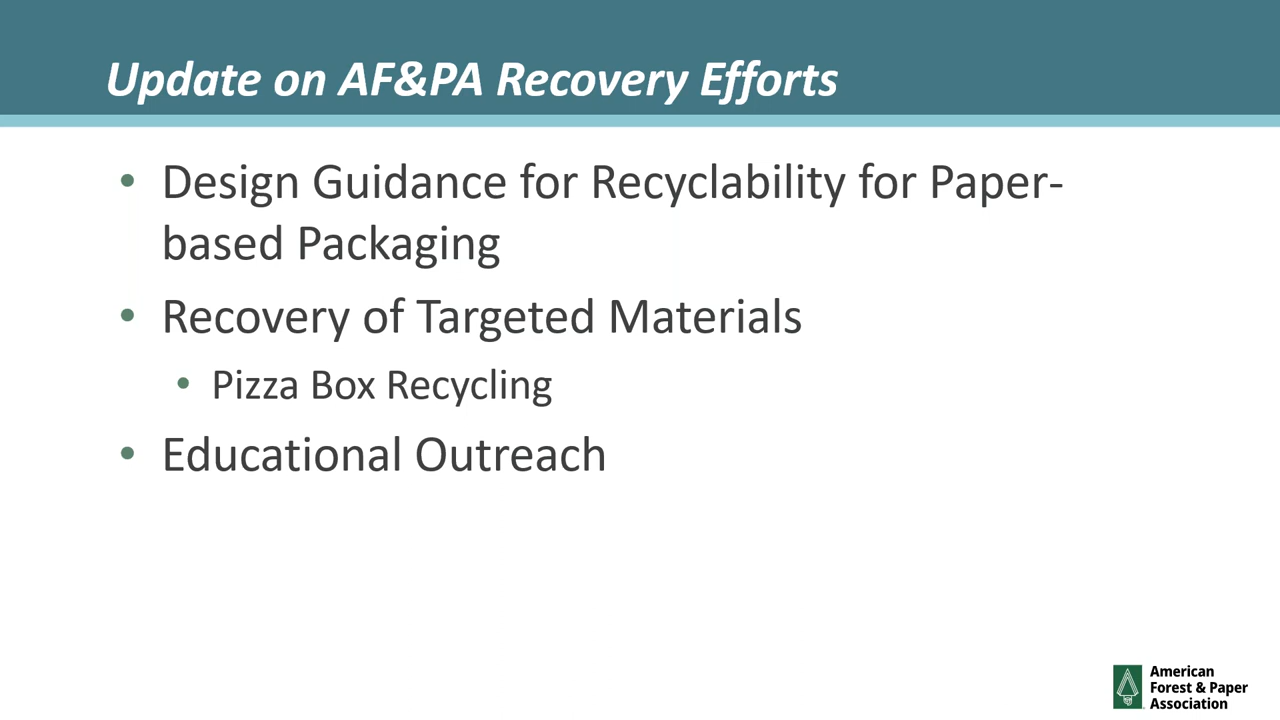 Update on AF&PA Recovery Efforts
• Design Guidance for Recyclability for Paper-
based Packaging
• Recovery of Targeted Materials
• Pizza Box Recycling
• Educational Outreach
American
Forest & Paper
Association